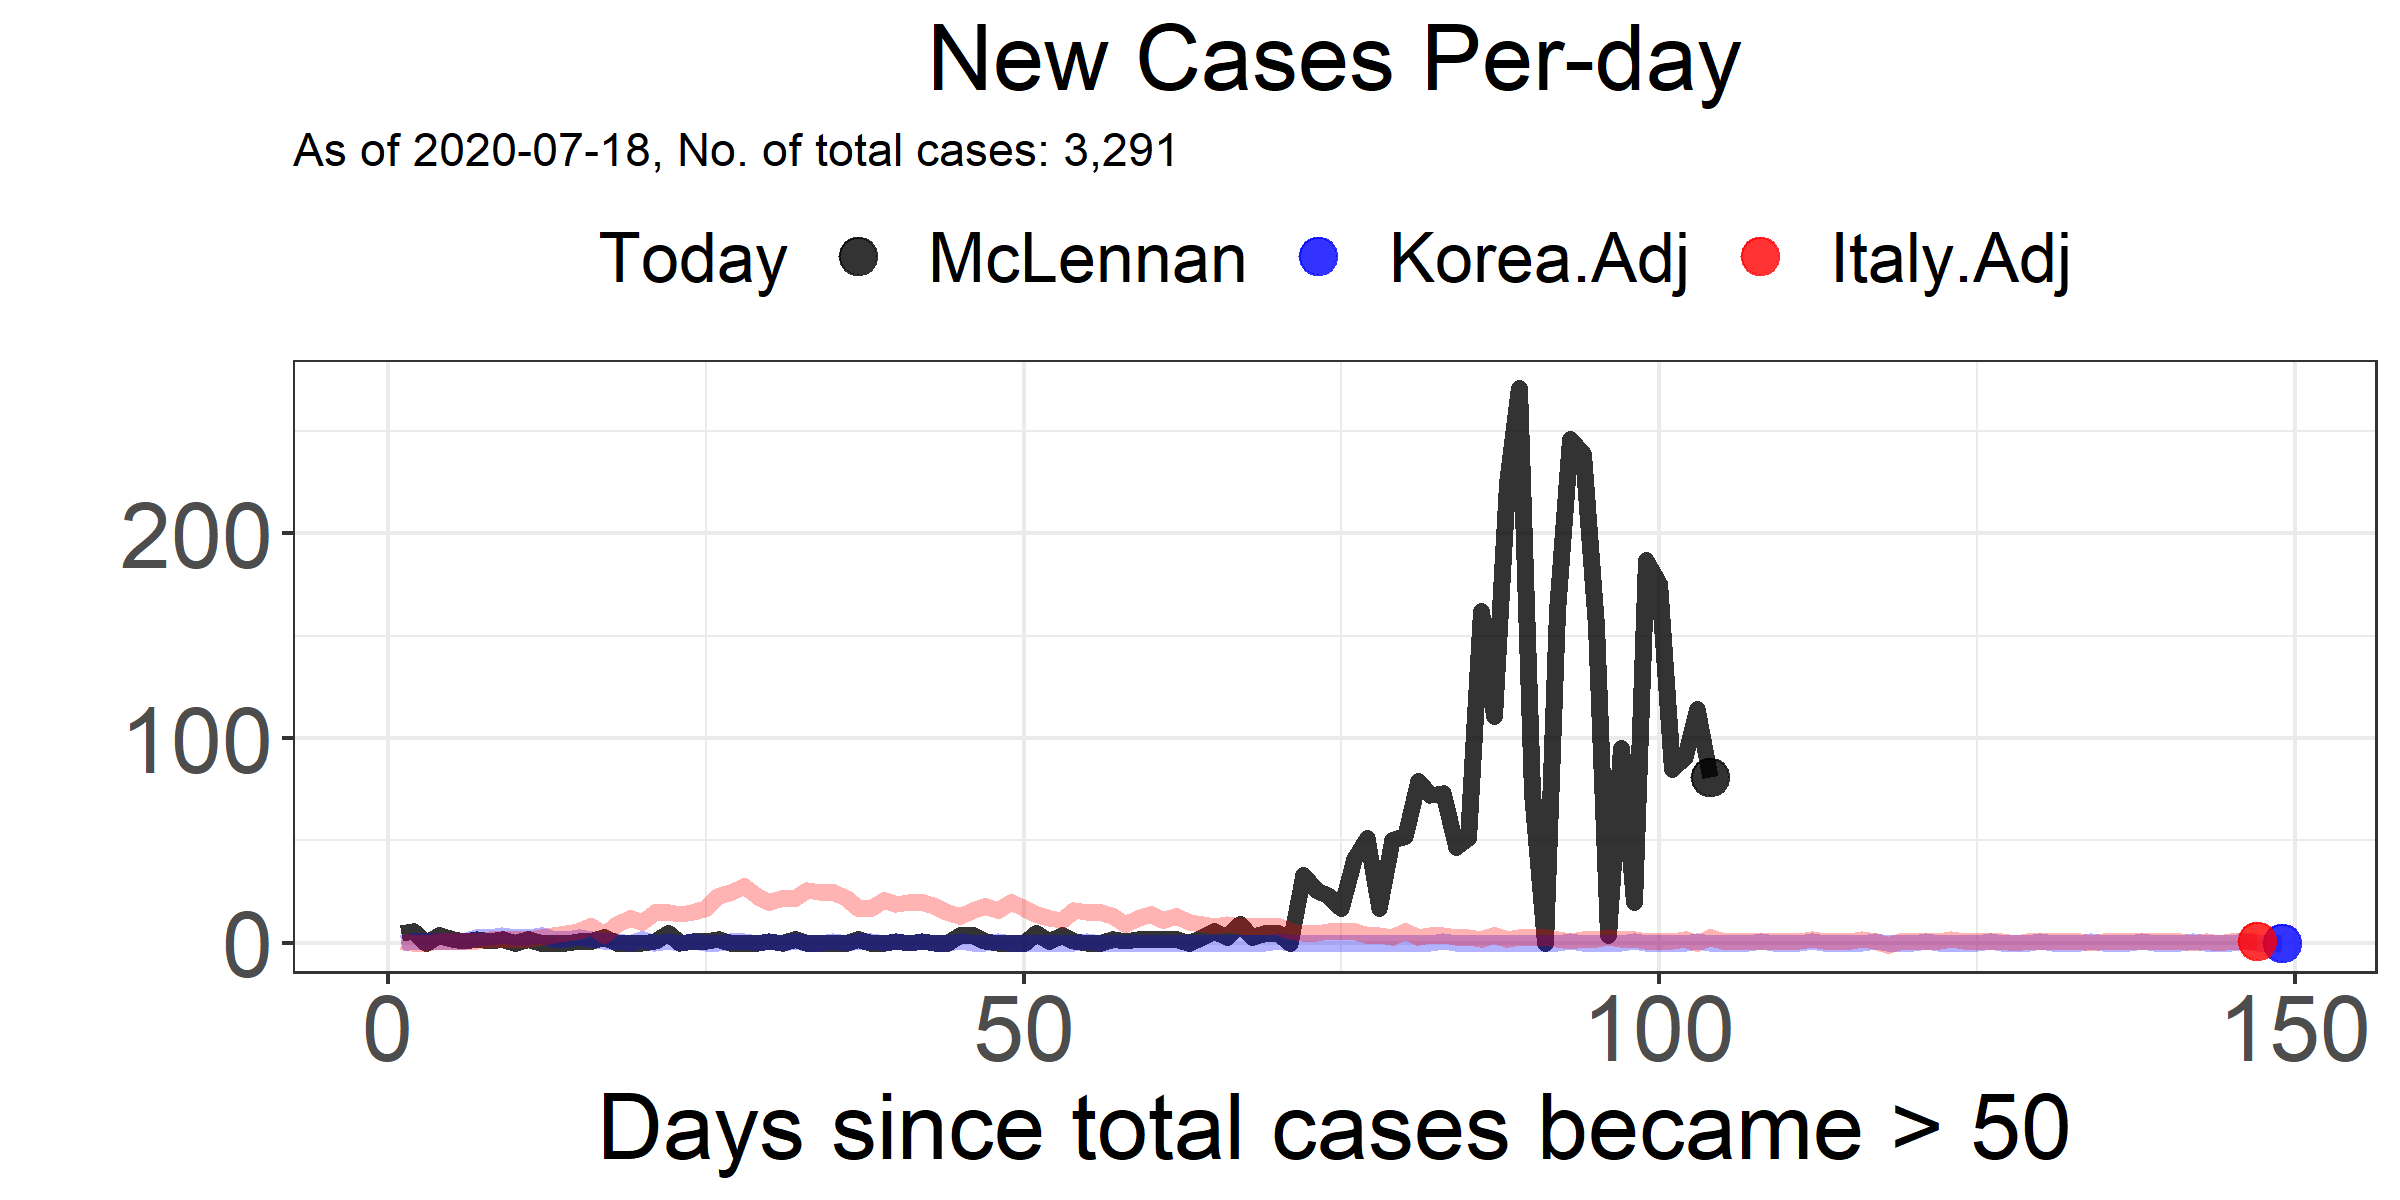 New Cases Per-day
As of 2020-07-18, No. of total cases: 3,291
Today McLennan Korea.Adj Italy.Adj
200
100
0
0 50 100 150
Days since total cases became > 50